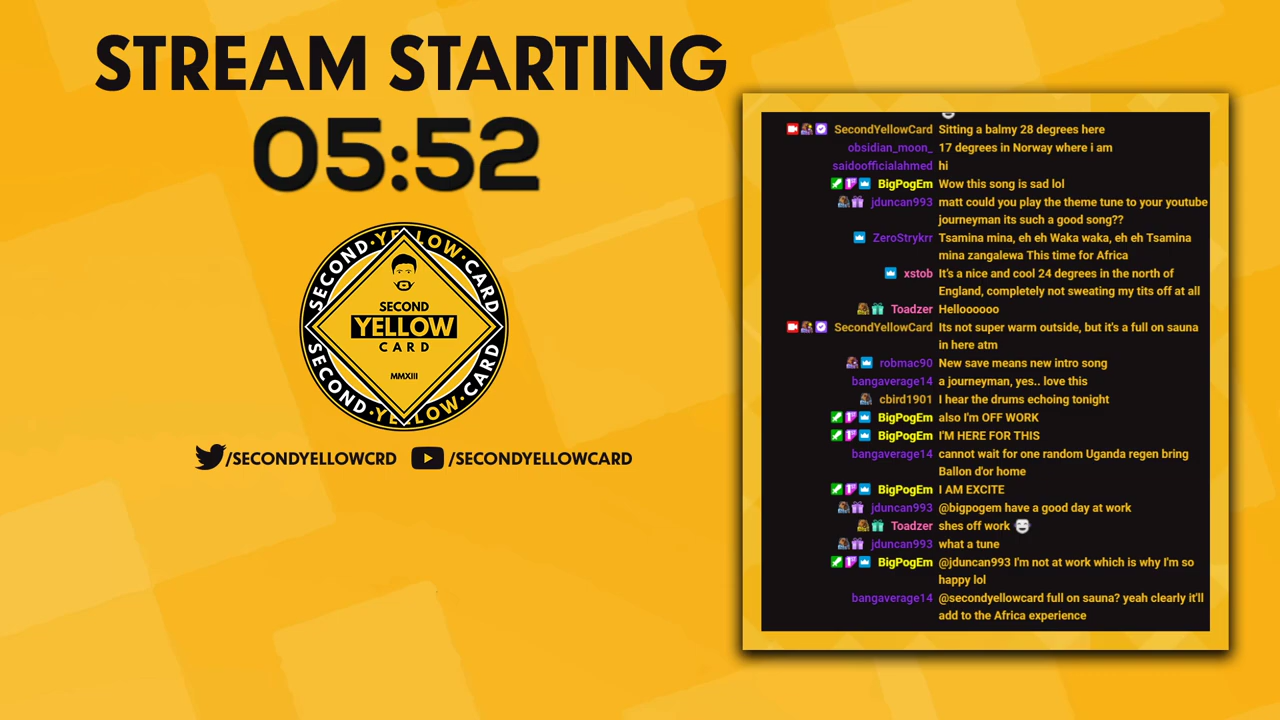 STREAM STARTING
05:52
SECOND·YELLOW·CARD
SECOND
YELLOW
CARD
MMXIII
SECOND·YELLOW·CARD
/SECONDYELLOWCRD /SECONDYELLOWCARD
SecondYellowCard Sitting a balmy 28 degrees here
obsidian_moon_ 17 degrees in Norway where i am
saidoofficialahmed hi
BigPogEm Wow this song is sad lol
jduncan993 matt could you play the theme tune to your youtube
journeyman its such a good song??
ZeroStrykrr Tsamina mina, eh eh Waka waka, eh eh Tsamina
mina zangalewa This time for Africa
xstob It's a nice and cool 24 degrees in the north of
England, completely not sweating my tits off at all
Toadzer Helloooooo
SecondYellowCard Its not super warm outside, but it's a full on sauna
in here atm
robmac90 New save means new intro song
bangaverage14 a journeyman, yes.. love this
cbird1901 I hear the drums echoing tonight
BigPogEm also I'm OFF WORK
BigPogEm I'M HERE FOR THIS
bangaverage14 cannot wait for one random Uganda regen bring
Ballon d'or home
BigPogEm I AM EXCITE
jduncan993 @bigpogem have a good day at work
Toadzer shes off work
jduncan993 what a tune
BigPogEm @jduncan993 I'm not at work which is why I'm so
happy lol
bangaverage14 @secondyellowcard full on sauna? yeah clearly it'll
add to the Africa experience